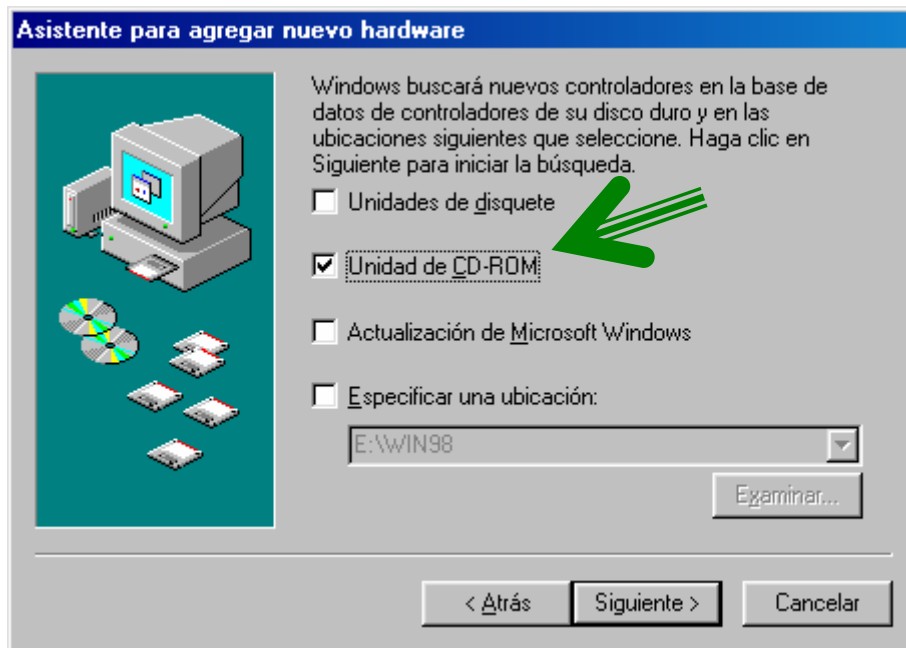 Asistente para agregar nuevo hardware
Windows buscará nuevos controladores en la base de
datos de controladores de su disco duro y en las
ubicaciones siguientes que seleccione. Haga clic en
Siguiente para iniciar la búsqueda.
Unidades de disquete
Unidad de CD-ROM
Actualización de Microsoft Windows
Especificar una ubicación:
E:\WIN98
Examinar...
< Atrás Siguiente > Cancelar